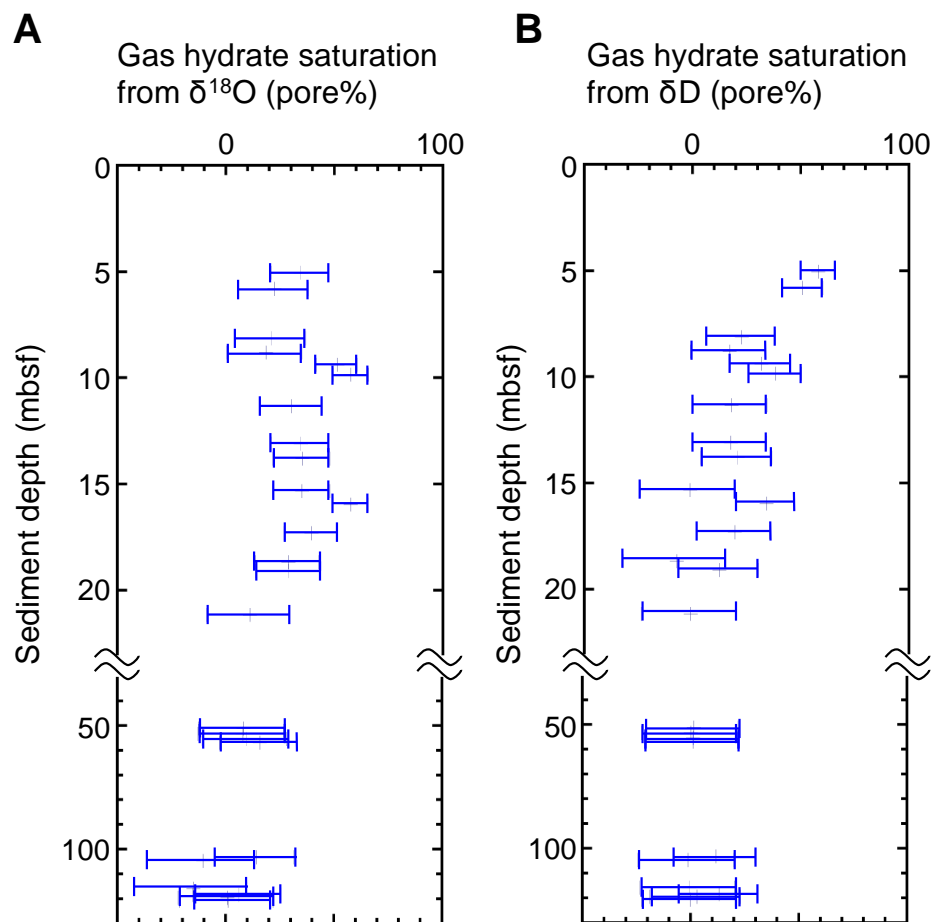 A
Gas hydrate saturation
from δ¹⁸O (pore%)
0
100
0
5
10
15
20
50
100
Sediment depth (mbsf)
B
Gas hydrate saturation
from δD (pore%)
0
100
0
5
10
15
20
50
100
Sediment depth (mbsf)